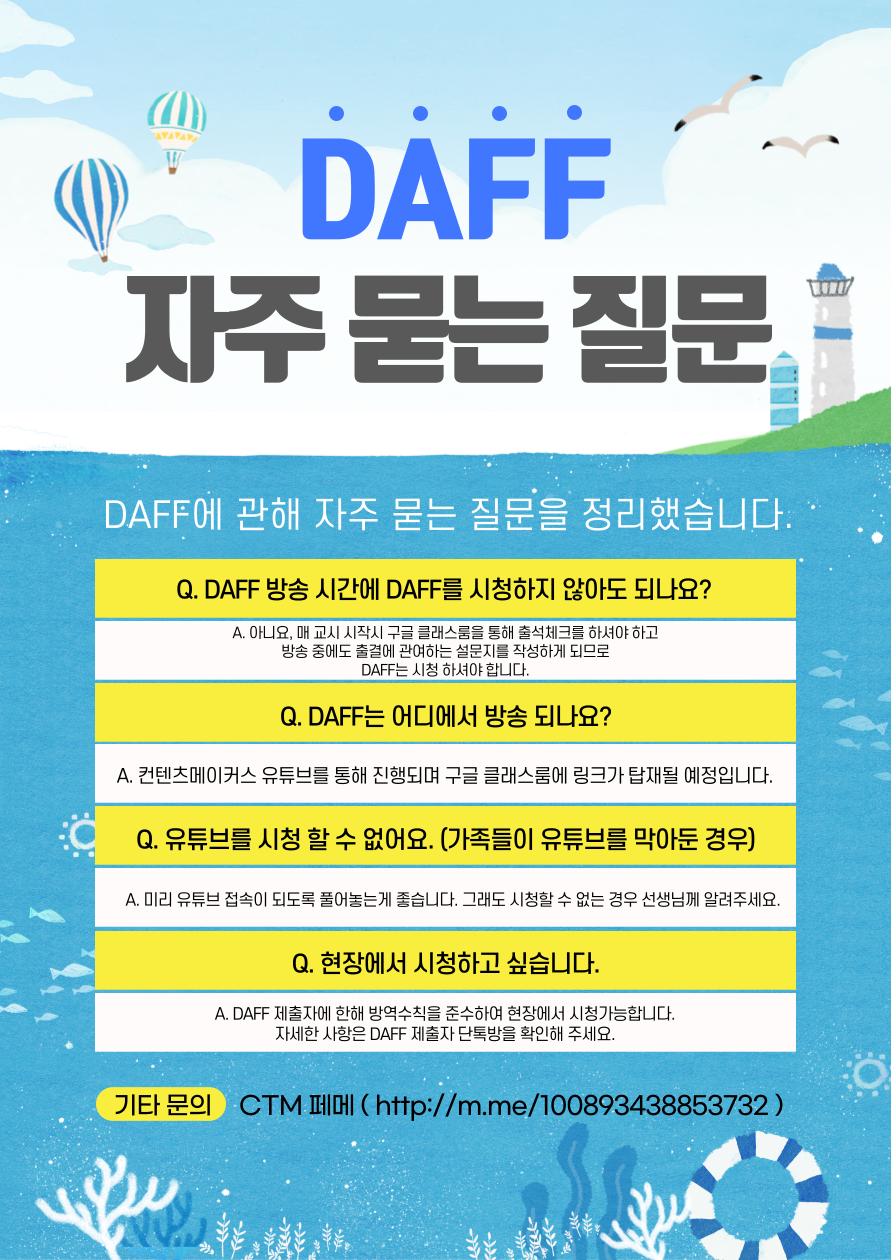 DAFF
자주 묻는 질문
DAFF에 관해 자주 묻는 질문을 정리했습니다.
Q. DAFF 방송 시간에 DAFF를 시청하지 않아도 되나요?
A. 아니요, 매 교시 시작시 구글 클래스룸을 통해 출석체크를 하셔야 하고
방송 중에도 출결에 관여하는 설문지를 작성하게 되므로
DAFF는 시청 하셔야 합니다.
Q. DAFF는 어디에서 방송 되나요?
A. 컨텐츠메이커스 유튜브를 통해 진행되며 구글 클래스룸에 링크가 탑재될 예정입니다.
Q. 유튜브를 시청 할 수 없어요. (가족들이 유튜브를 막아둔 경우)
A. 미리 유튜브 접속이 되도록 풀어놓는게 좋습니다. 그래도 시청할 수 없는 경우 선생님께 알려주세요.
Q. 현장에서 시청하고 싶습니다.
A. DAFF 제출자에 한해 방역수칙을 준수하여 현장에서 시청가능합니다.
자세한 사항은 DAFF 제출자 단톡방을 확인해 주세요.
기타 문의 CTM 페메 ( http://m.me/100893438853732 )